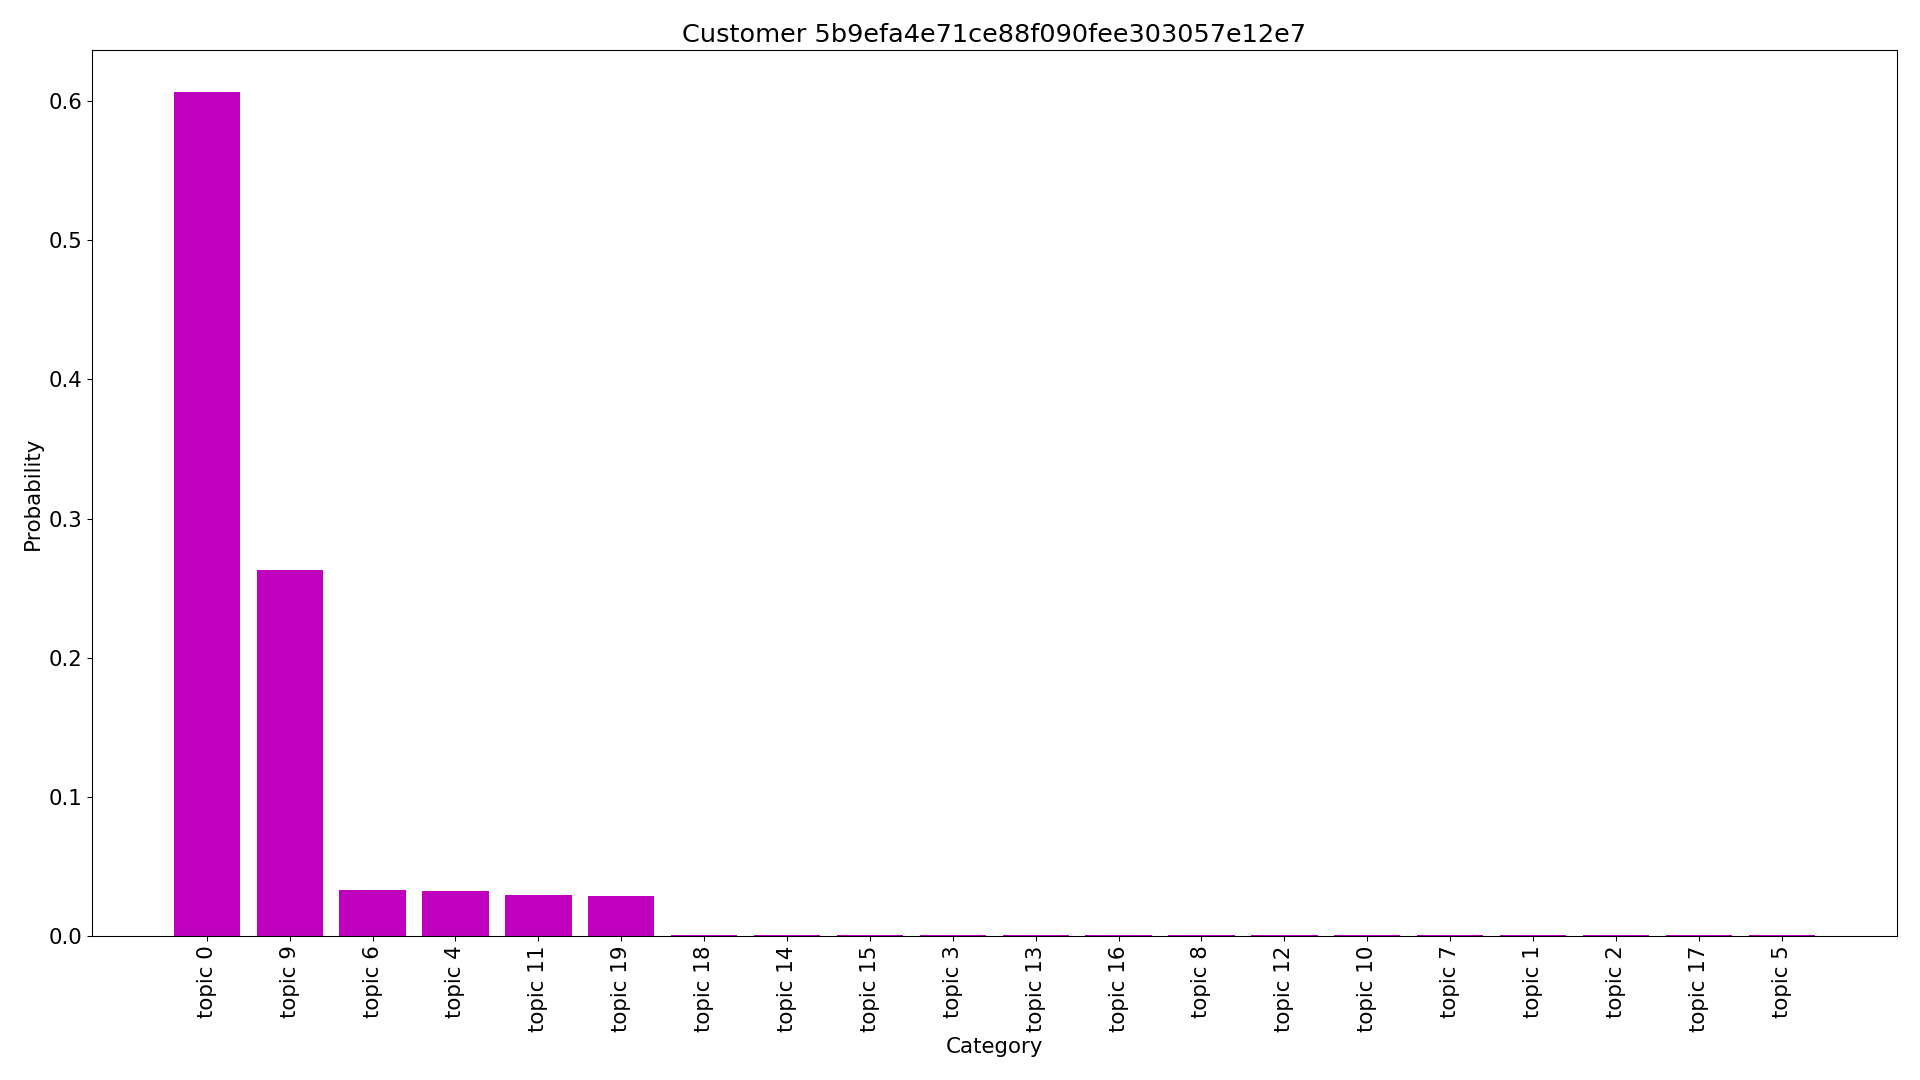 Customer 5b9efa4e71ce88f090fee303057e12e7
Probability
0.6
0.5
0.4
0.3
0.2
0.1
0.0
topic 0
topic 9
topic 6
topic 4
topic 11
topic 19
topic 18
topic 14
topic 15
topic 3
topic 13
topic 16
topic 8
topic 12
topic 10
topic 7
topic 1
topic 2
topic 17
topic 5
Category